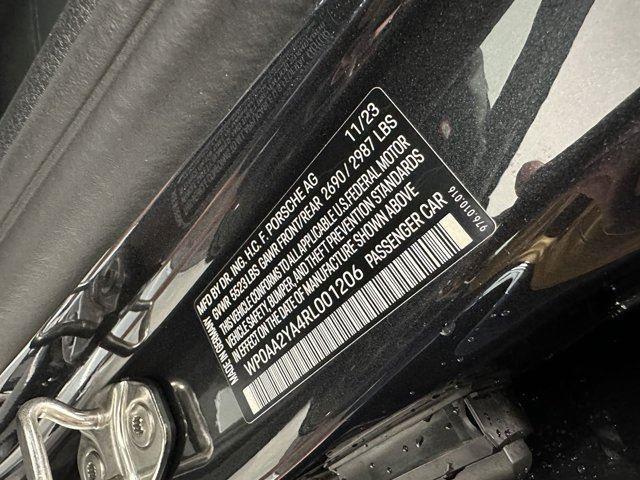 MFD BY DR. ING. H.C. F. PORSCHE AG 11/23
IN GERMANY
GVWR 5523 LBS GAWR FRONT/REAR 2690 / 2987 LBS
THIS VEHICLE CONFORMS TO ALL APPLICABLE U.S. FEDERAL MOTOR
VEHICLE SAFETY, BUMPER, AND THEFT PREVENTION STANDARDS
IN EFFECT ON THE DATE OF MANUFACTURE SHOWN ABOVE
WP0AA2YA4RL001206 PASSENGER CAR
976.010.016